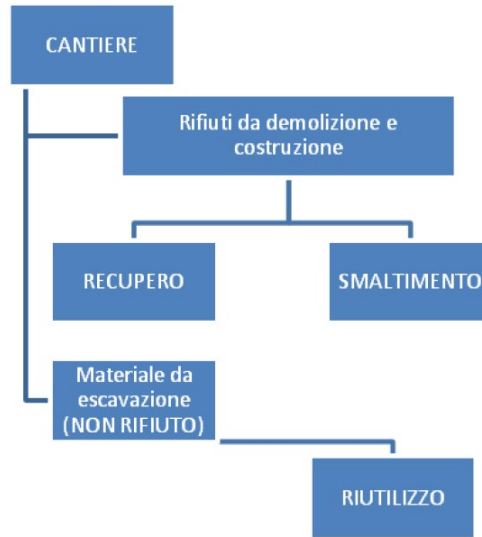 CANTIERE
Rifiuti da demolizione e
costruzione
RECUPERO
SMALTIMENTO
Materiale da
escavazione
(NON RIFIUTO)
RIUTILIZZO